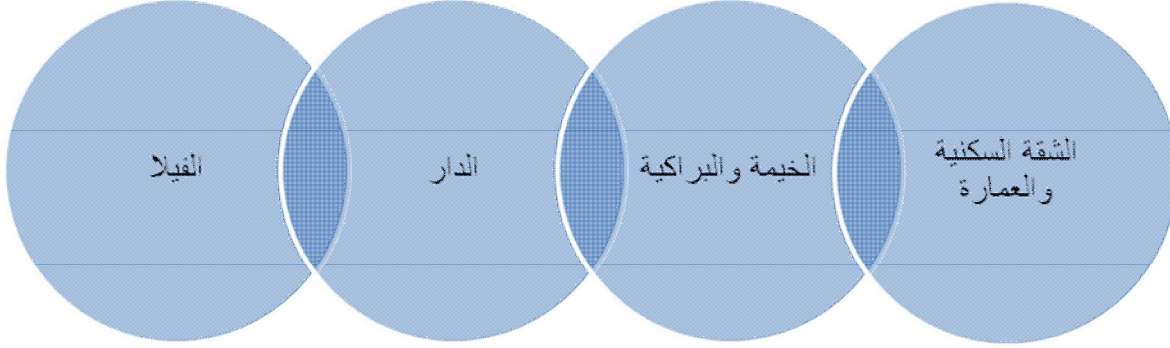 الشقة السكنية
والعمارة
الخيمة والبراكية
الدار
الفيلا